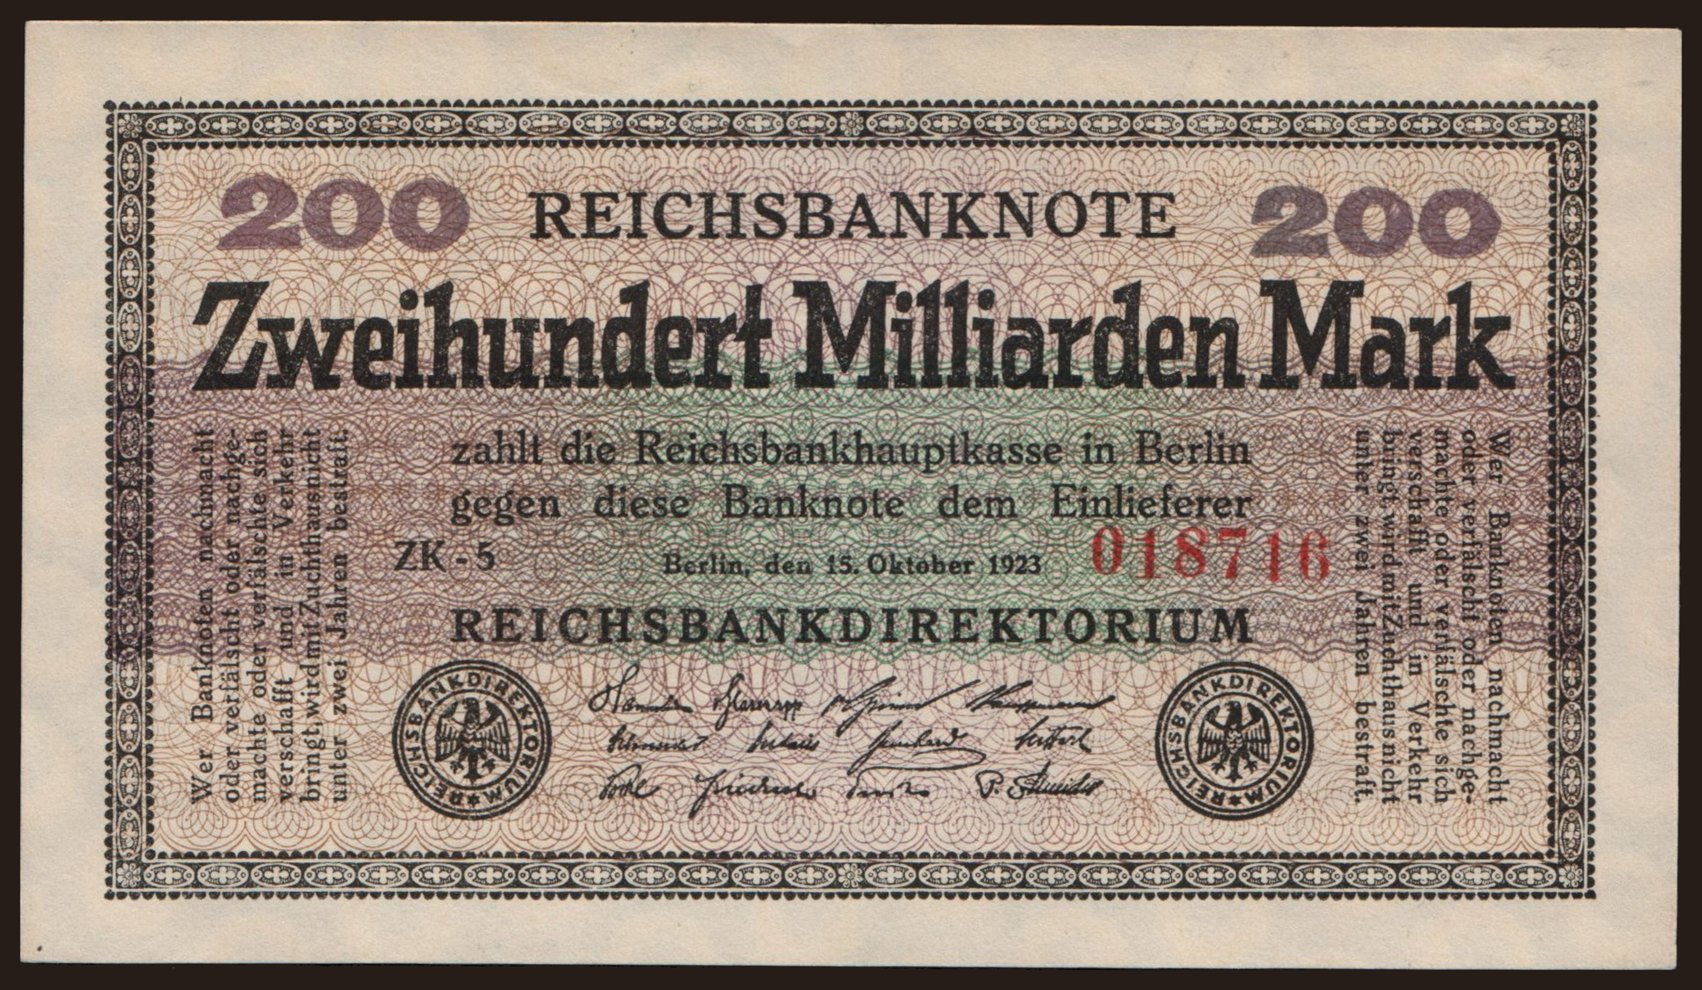 200 REICHSBANKNOTE 200
Zweihundert Milliarden Mark
zahlt die Reichsbankhauptkasse in Berlin
gegen diese Banknote dem Einlieferer
ZK - 5 Berlin, den 15. Oktober 1923 018716
REICHSBANKDIREKTORIUM
Wer Banknoten nachmacht
oder verfälscht oder nachge-
machte oder verfälschte sich
verschafft und in Verkehr
bringt, wird mit Zuchthaus nicht
unter zwei Jahren bestraft.
Wer Banknoten nachmacht
oder verfälscht oder nachge-
machte oder verfälschte sich
verschafft und in Verkehr
bringt, wird mit Zuchthaus nicht
unter zwei Jahren bestraft.
REICHSBANKDIREKTORIUM
REICHSBANKDIREKTORIUM